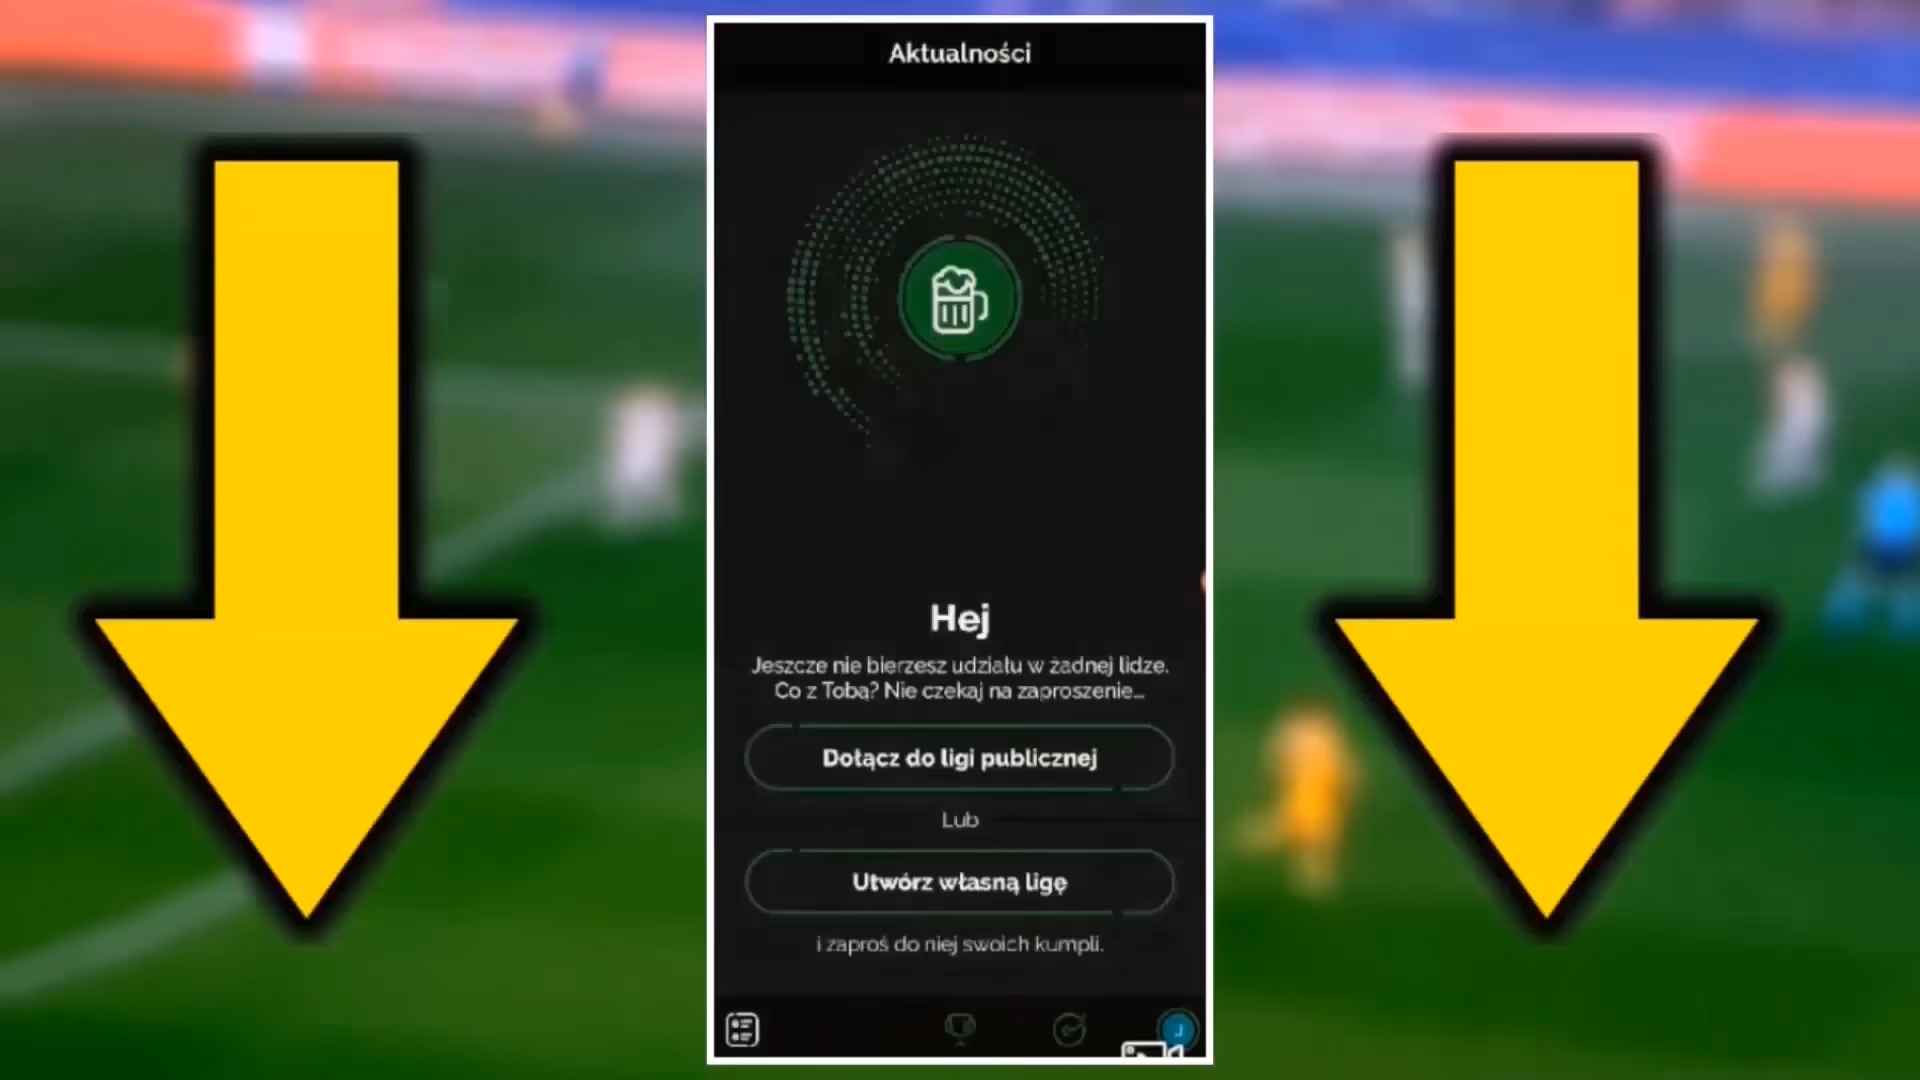 Aktualności
Hej
Jeszcze nie bierzesz udziału w żadnej lidze.
Co z Tobą? Nie czekaj na zaproszenie...
Dołącz do ligi publicznej
Lub
Utwórz własną ligę
i zaproś do niej swoich kumpli.
J